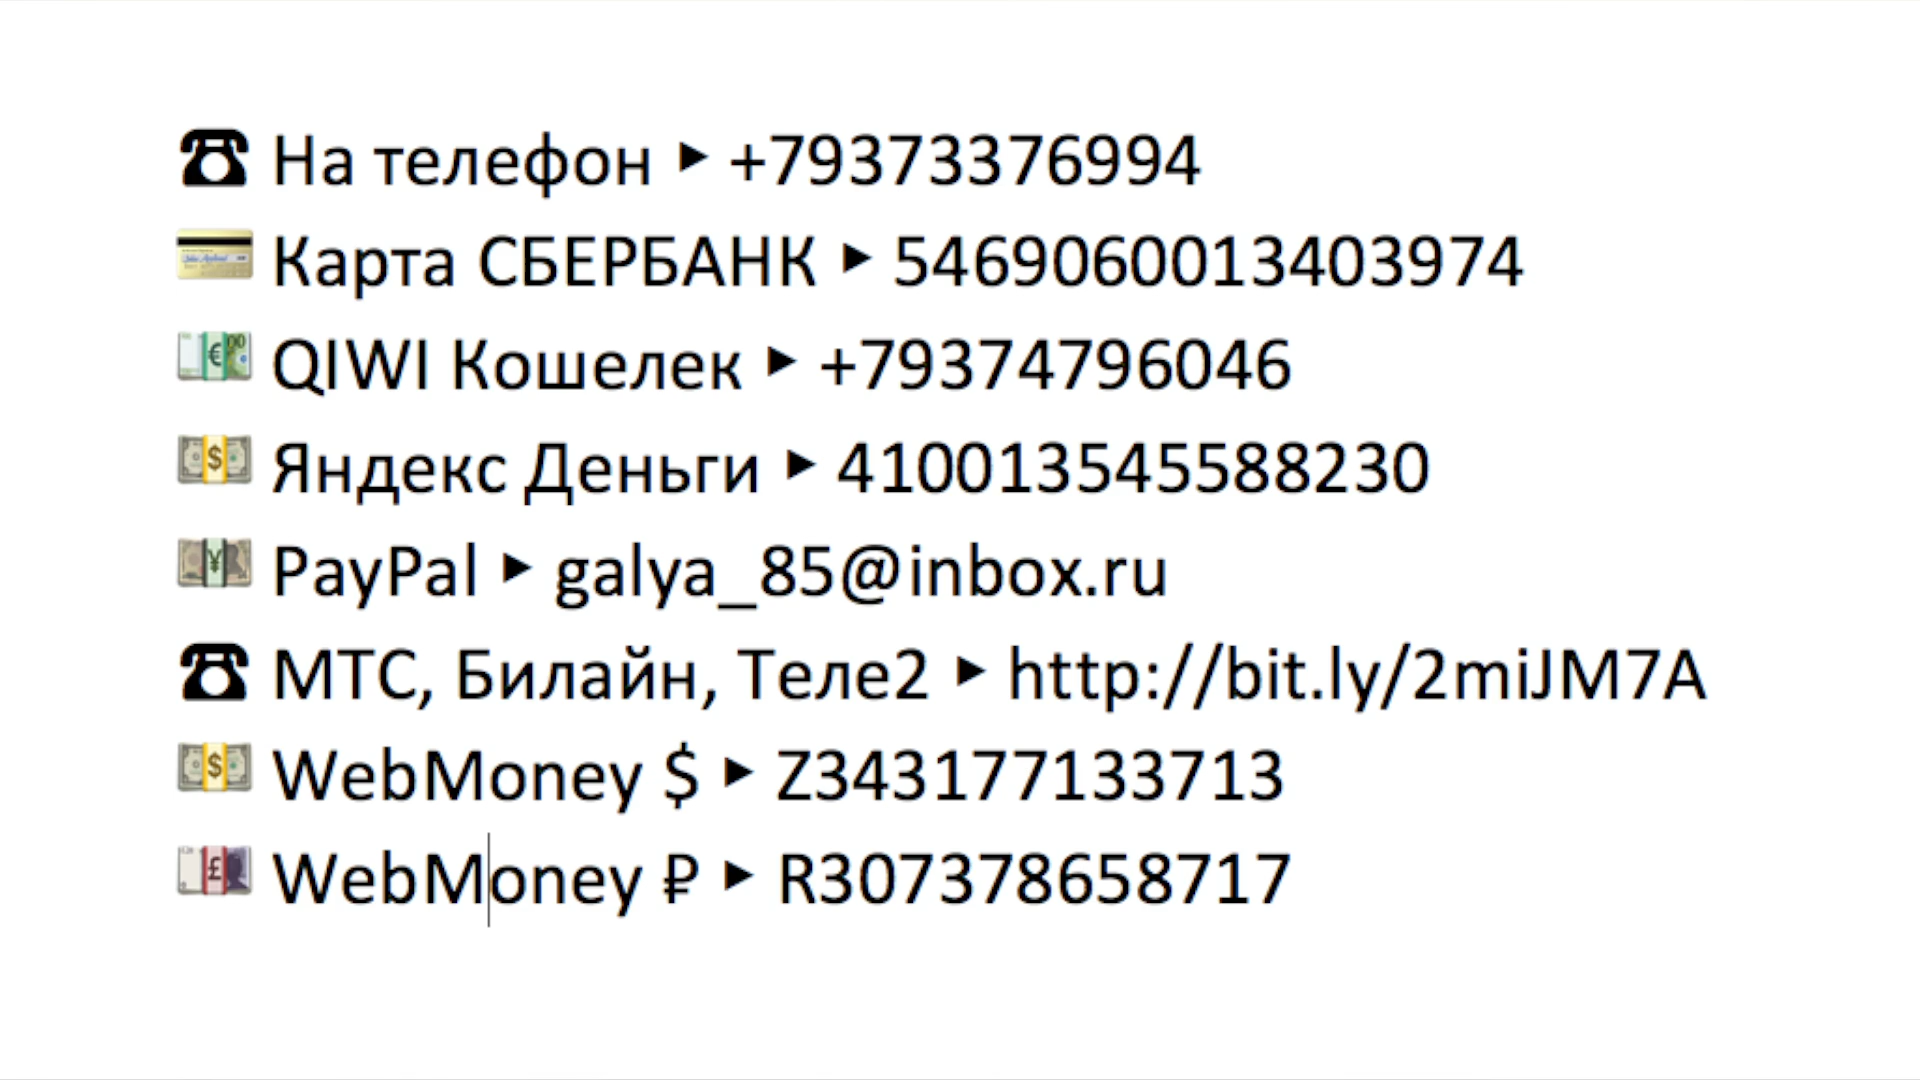 ☎ На телефон ▸ +79373376994
💳 Карта СБЕРБАНК ▸ 5469060013403974
💶 QIWI Кошелек ▸ +79374796046
💵 Яндекс Деньги ▸ 410013545588230
💴 PayPal ▸ galya_85@inbox.ru
☎ МТС, Билайн, Теле2 ▸ http://bit.ly/2miJM7A
💵 WebMoney $ ▸ Z343177133713
💷 WebMoney ₽ ▸ R307378658717